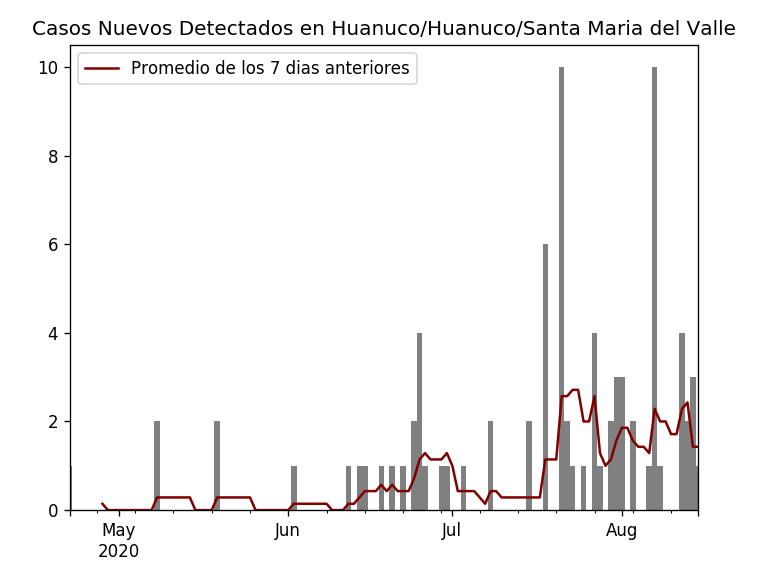 Casos Nuevos Detectados en Huanuco/Huanuco/Santa Maria del Valle
Promedio de los 7 dias anteriores
10
8
6
4
2
0
May Jun Jul Aug
2020